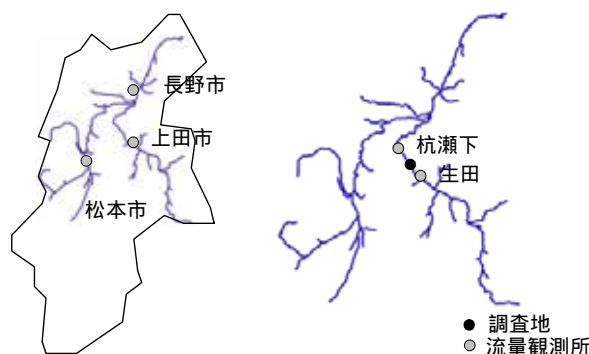 長野市
上田市
松本市
杭瀬下
生田
調査地
流量観測所